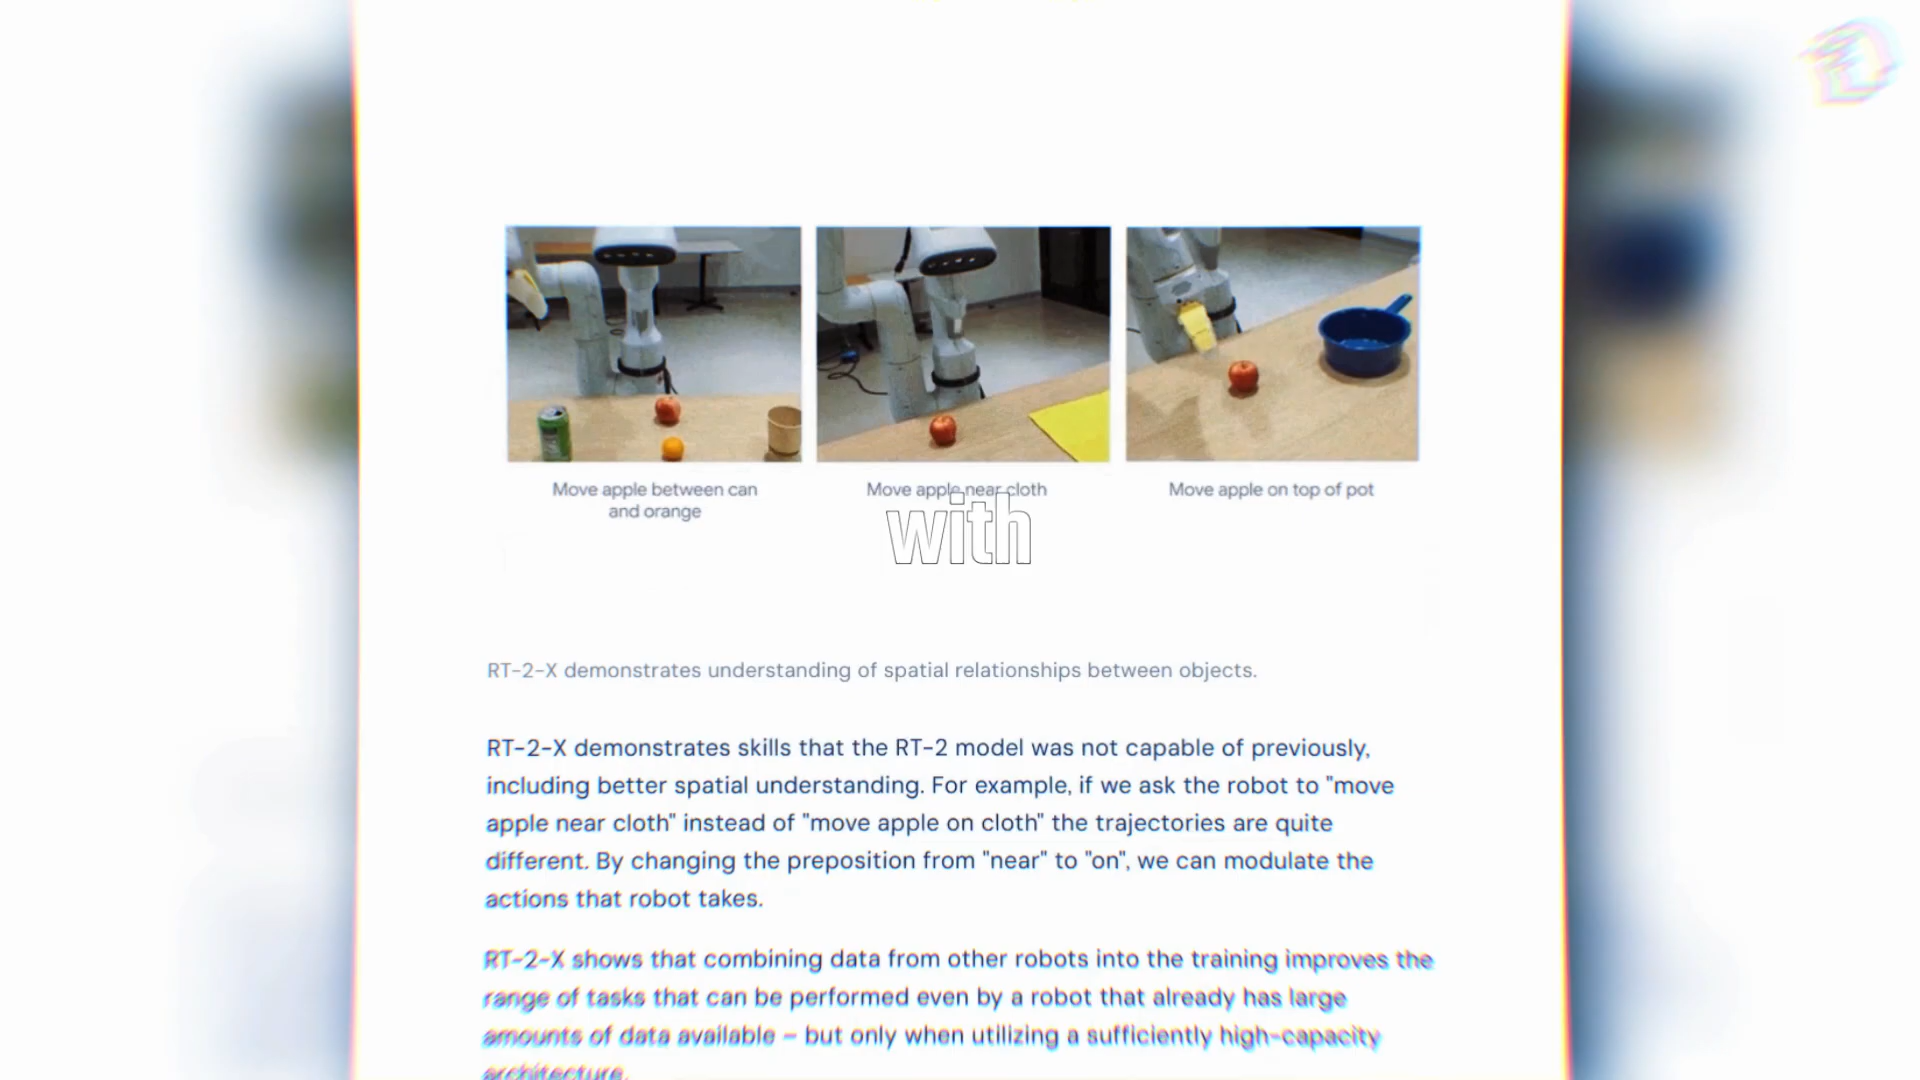 Move apple between can
and orange
Move apple near cloth
Move apple on top of pot
with
RT-2-X demonstrates understanding of spatial relationships between objects.
RT-2-X demonstrates skills that the RT-2 model was not capable of previously,
including better spatial understanding. For example, if we ask the robot to "move
apple near cloth" instead of "move apple on cloth" the trajectories are quite
different. By changing the preposition from "near" to "on", we can modulate the
actions that robot takes.
RT-2-X shows that combining data from other robots into the training improves the
range of tasks that can be performed even by a robot that already has large
amounts of data available – but only when utilizing a sufficiently high-capacity
architecture.